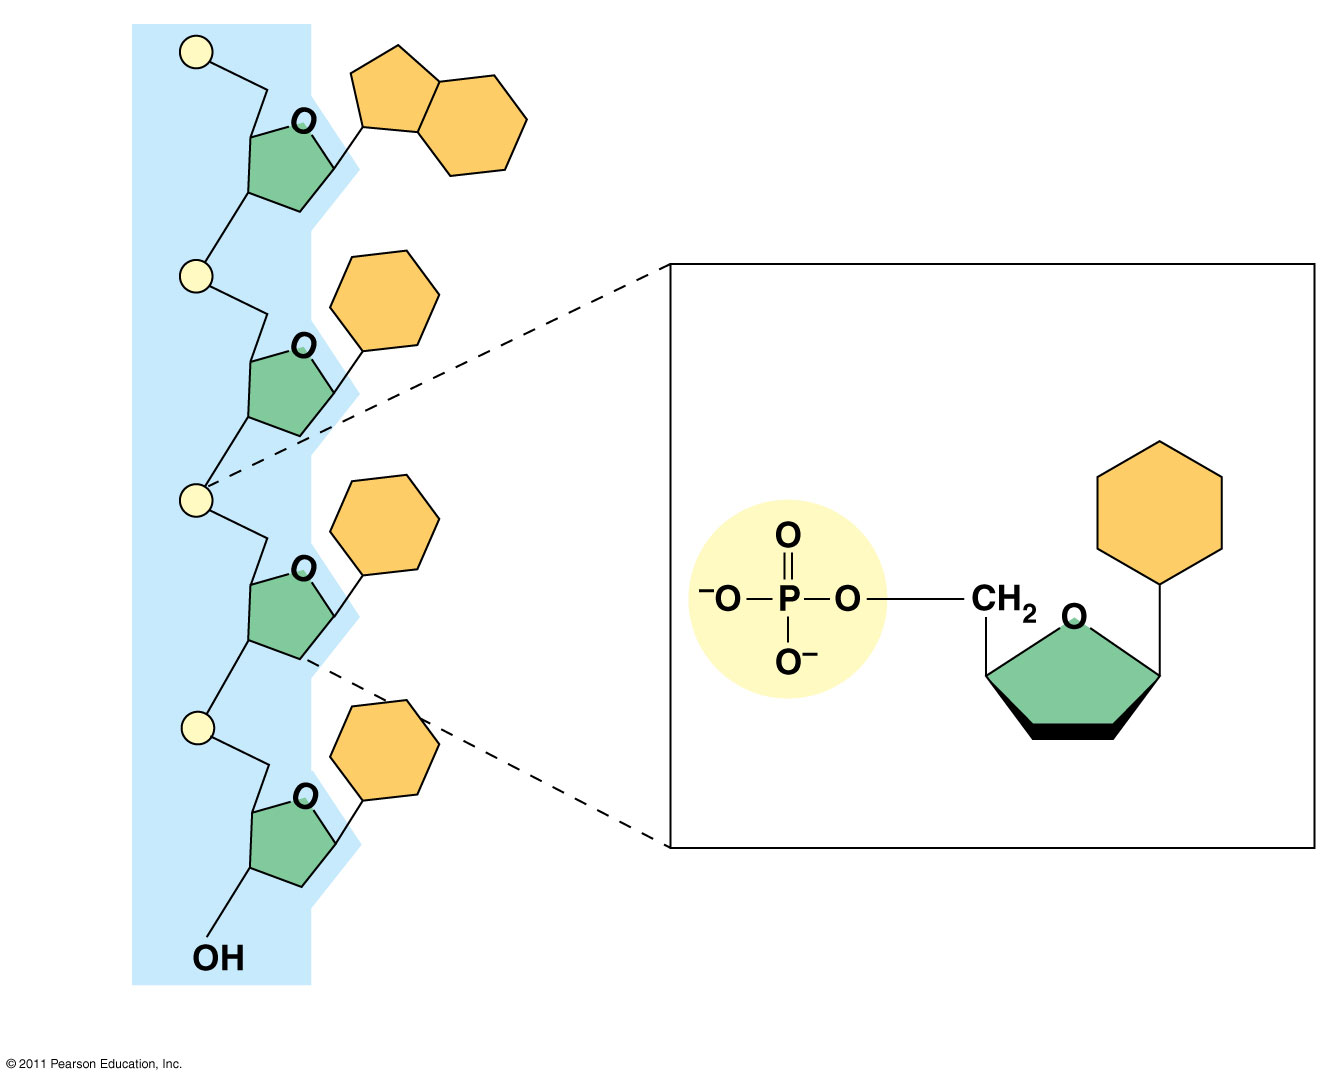 O
O
O
O
OH
O
⁻O—P—O—CH₂
O⁻
O
© 2011 Pearson Education, Inc.